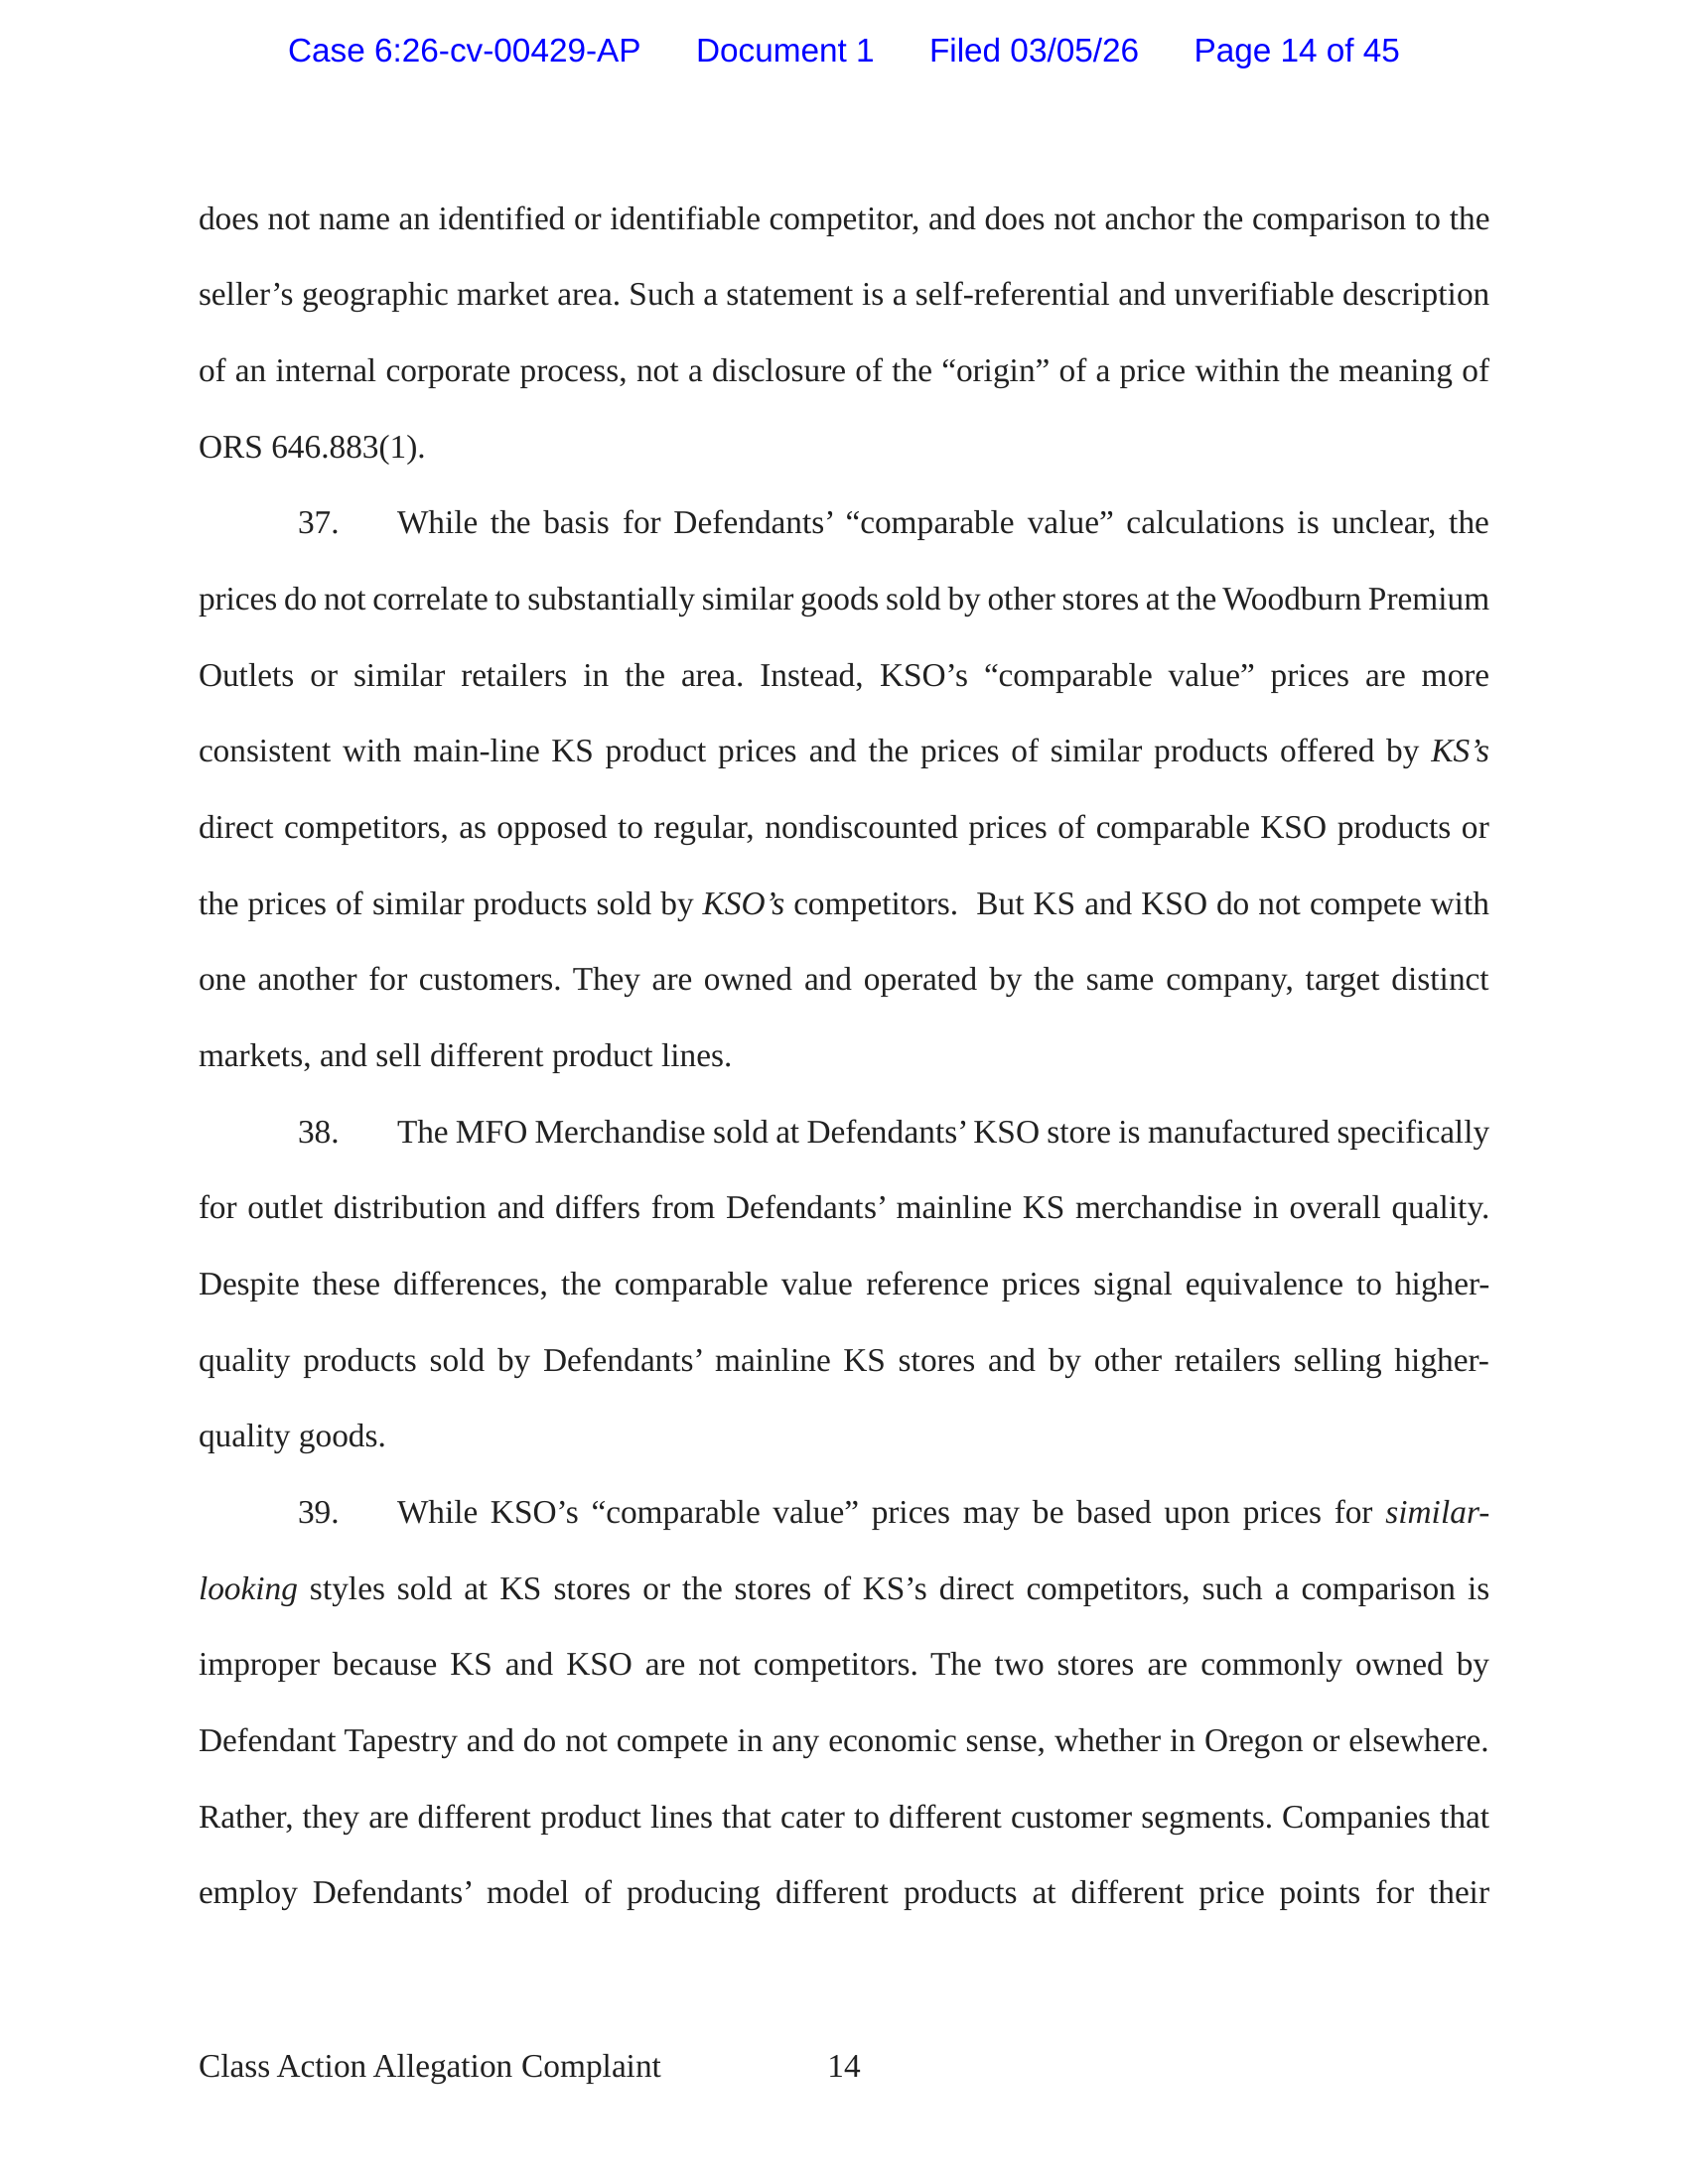 Case 6:26-cv-00429-AP Document 1 Filed 03/05/26 Page 14 of 45
does not name an identified or identifiable competitor, and does not anchor the comparison to the
seller’s geographic market area. Such a statement is a self-referential and unverifiable description
of an internal corporate process, not a disclosure of the “origin” of a price within the meaning of
ORS 646.883(1).
37. While the basis for Defendants’ “comparable value” calculations is unclear, the
prices do not correlate to substantially similar goods sold by other stores at the Woodburn Premium
Outlets or similar retailers in the area. Instead, KSO’s “comparable value” prices are more
consistent with main-line KS product prices and the prices of similar products offered by KS’s
direct competitors, as opposed to regular, nondiscounted prices of comparable KSO products or
the prices of similar products sold by KSO’s competitors. But KS and KSO do not compete with
one another for customers. They are owned and operated by the same company, target distinct
markets, and sell different product lines.
38. The MFO Merchandise sold at Defendants’ KSO store is manufactured specifically
for outlet distribution and differs from Defendants’ mainline KS merchandise in overall quality.
Despite these differences, the comparable value reference prices signal equivalence to higher-
quality products sold by Defendants’ mainline KS stores and by other retailers selling higher-
quality goods.
39. While KSO’s “comparable value” prices may be based upon prices for similar-
looking styles sold at KS stores or the stores of KS’s direct competitors, such a comparison is
improper because KS and KSO are not competitors. The two stores are commonly owned by
Defendant Tapestry and do not compete in any economic sense, whether in Oregon or elsewhere.
Rather, they are different product lines that cater to different customer segments. Companies that
employ Defendants’ model of producing different products at different price points for their
Class Action Allegation Complaint 14